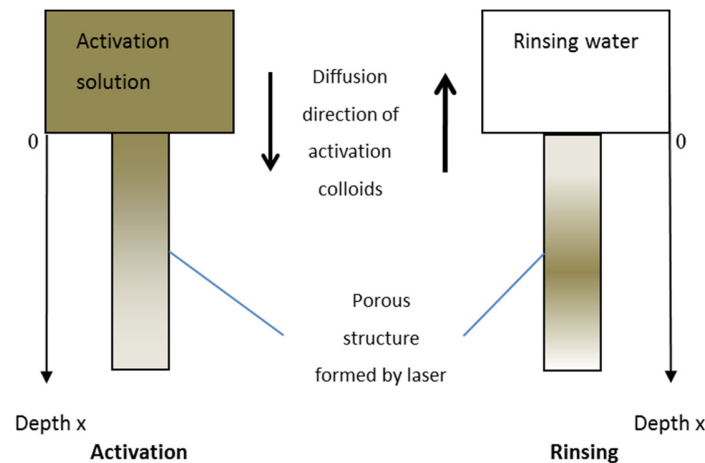 Activation
solution
0
Depth x
Activation
Diffusion
direction of
activation
colloids
Porous
structure
formed by laser
Rinsing water
0
Depth x
Rinsing